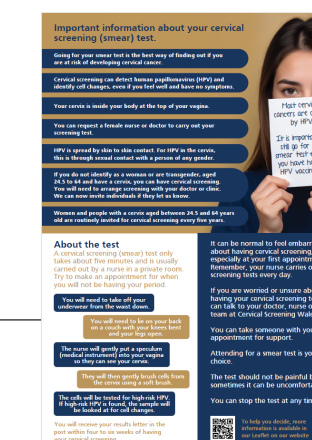 Important information about your cervical
screening (smear) test.
Going for your smear test is the best way of finding out if you
are at risk of developing cervical cancer.
Cervical screening can detect human papillomavirus (HPV) and
identify cell changes, even if you feel well and have no symptoms.
Your cervix is inside your body at the top of your vagina.
You can request a female nurse or doctor to carry out your
screening test.
HPV is spread by skin to skin contact. For HPV in the cervix,
this is through sexual contact with a person of any gender.
If you do not identify as a woman or are transgender, aged
24.5 to 64 and have a cervix, you can have cervical screening.
You will need to arrange screening with your doctor or clinic.
We can now invite individuals if they let us know.
Women and people with a cervix aged between 24.5 and 64 years
old are routinely invited for cervical screening every five years.
Most cervi
cancers are c
by HPV
It is importa
still go for
smear test e
you have h
HPV vaccin
About the test
A cervical screening (smear) test only
takes about five minutes and is usually
carried out by a nurse in a private room.
Try to make an appointment for when
you will not be having your period.
You will need to take off your
underwear from the waist down.
You will need to be on your back
on a couch with your knees bent
and your legs open.
The nurse will gently put a speculum
(medical instrument) into your vagina
so they can see your cervix.
They will then gently brush cells from
the cervix using a soft brush.
The cells will be tested for high-risk HPV.
If high-risk HPV is found, the sample will
be looked at for cell changes.
You will receive your results letter in the
post within four to six weeks of having
your cervical screening
It can be normal to feel embarr
about having cervical screening,
especially at your first appointm
Remember, your nurse carries o
screening tests every day.
If you are worried or unsure abo
having your cervical screening t
can talk to your doctor, nurse o
team at Cervical Screening Wale
You can take someone with you
appointment for support.
Attending for a smear test is yo
choice.
The test should not be painful b
sometimes it can be uncomforta
You can stop the test at any tim
To help you decide, more
information is available in
our Leaflet on our website